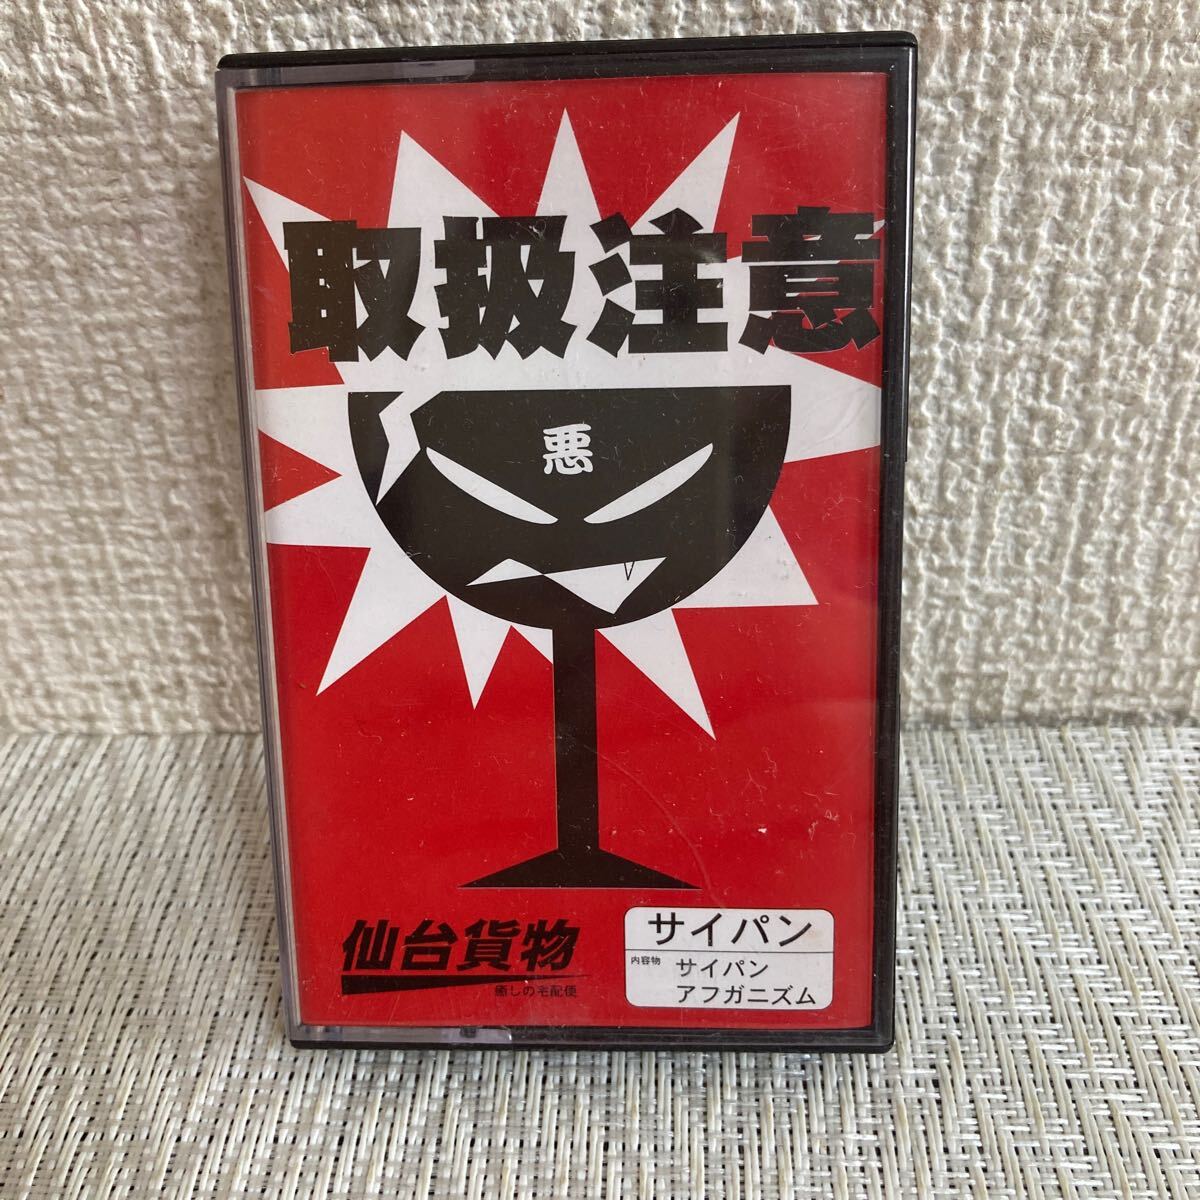 取扱注意
悪
仙台貨物
癒しの宅配便
サイパン
内容物
サイパン
アフガニズム